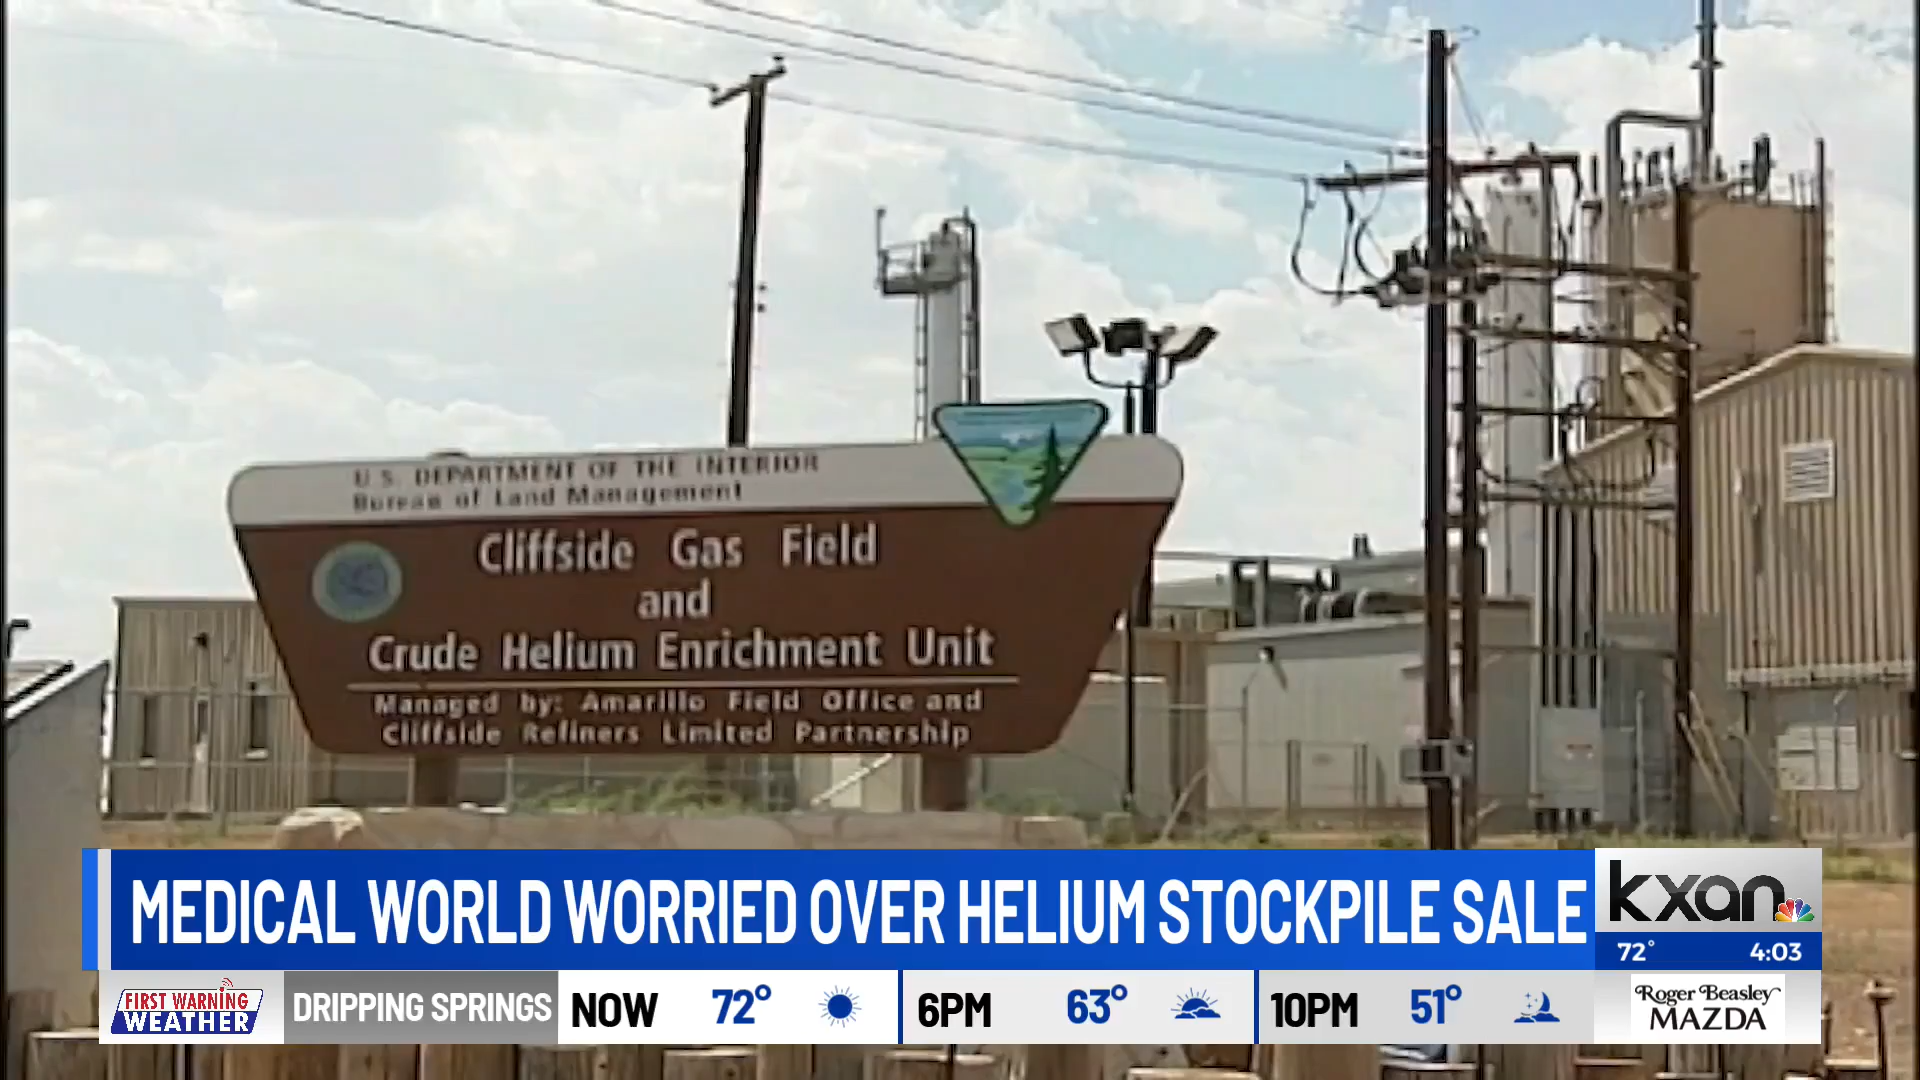 U.S. DEPARTMENT OF THE INTERIOR
Bureau of Land Management
Cliffside Gas Field
and
Crude Helium Enrichment Unit
Managed by: Amarillo Field Office and
Cliffside Refiners Limited Partnership
MEDICAL WORLD WORRIED OVER HELIUM STOCKPILE SALE
kxan
72° 4:03
FIRST WARNING
WEATHER
DRIPPING SPRINGS NOW 72° 6PM 63° 10PM 51°
Roger Beasley
MAZDA